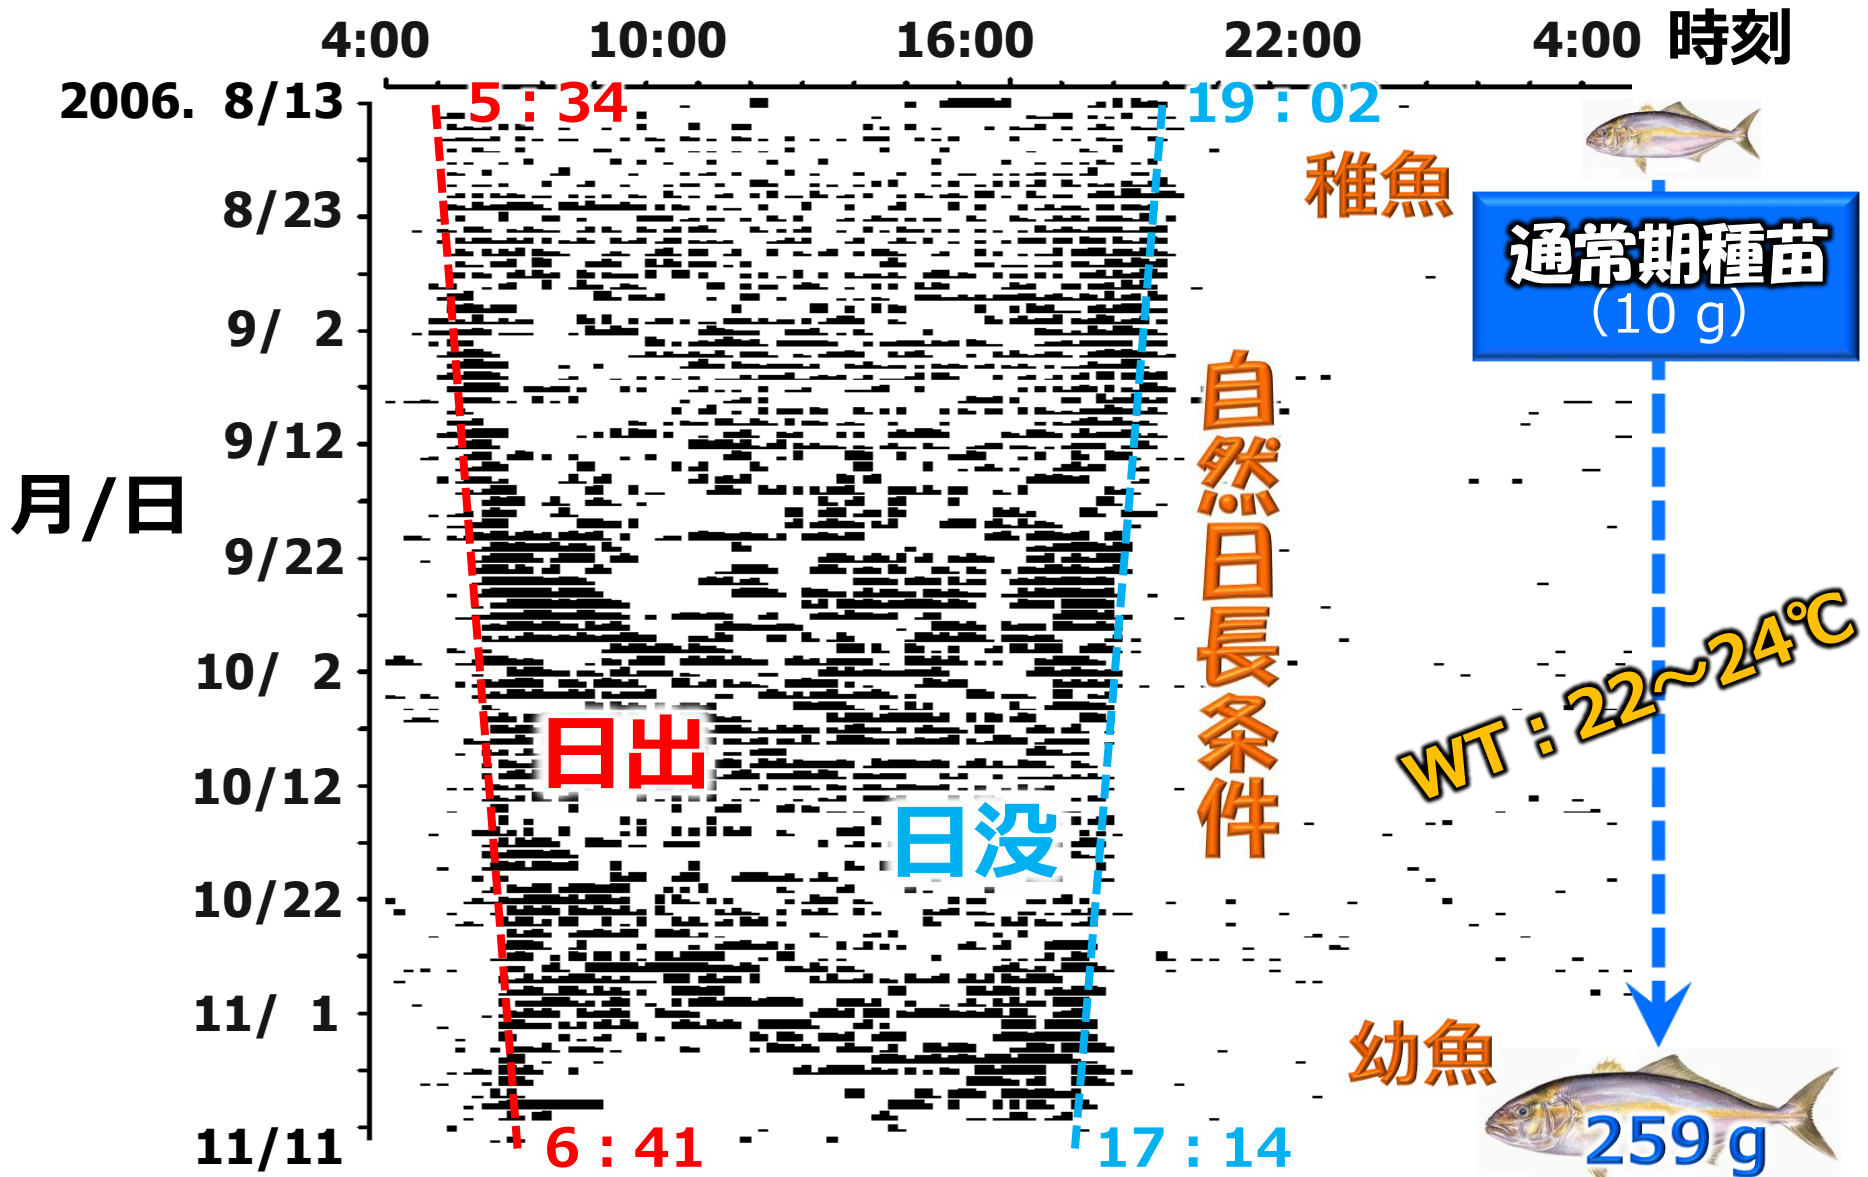 4:00 10:00 16:00 22:00 4:00 時刻
2006. 8/13
5：34
19：02
稚魚
8/23
通常期種苗
（10 g）
9/ 2
自然日長条件
9/12
月/日
9/22
10/ 2
WT：22～24℃
日出
10/12
日没
10/22
11/ 1
幼魚
259g
11/11
6：41
17：14